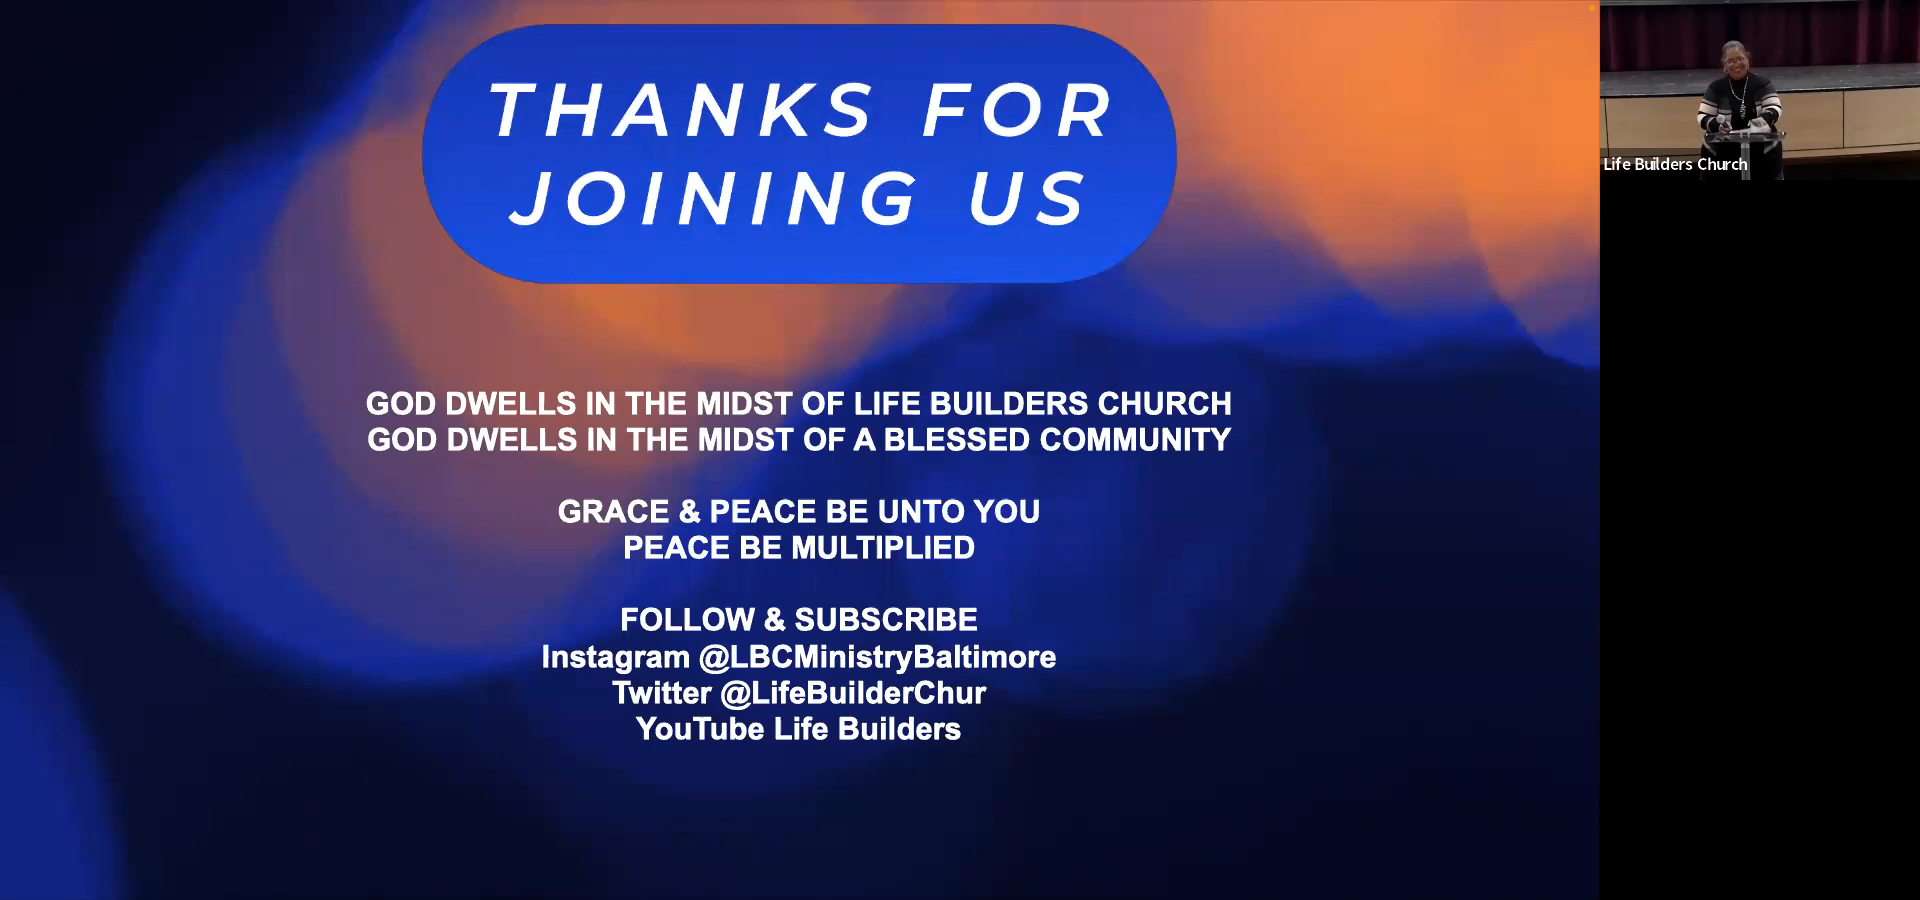 THANKS FOR
JOINING US
GOD DWELLS IN THE MIDST OF LIFE BUILDERS CHURCH
GOD DWELLS IN THE MIDST OF A BLESSED COMMUNITY
GRACE & PEACE BE UNTO YOU
PEACE BE MULTIPLIED
FOLLOW & SUBSCRIBE
Instagram @LBCMinistryBaltimore
Twitter @LifeBuilderChur
YouTube Life Builders
Life Builders Church